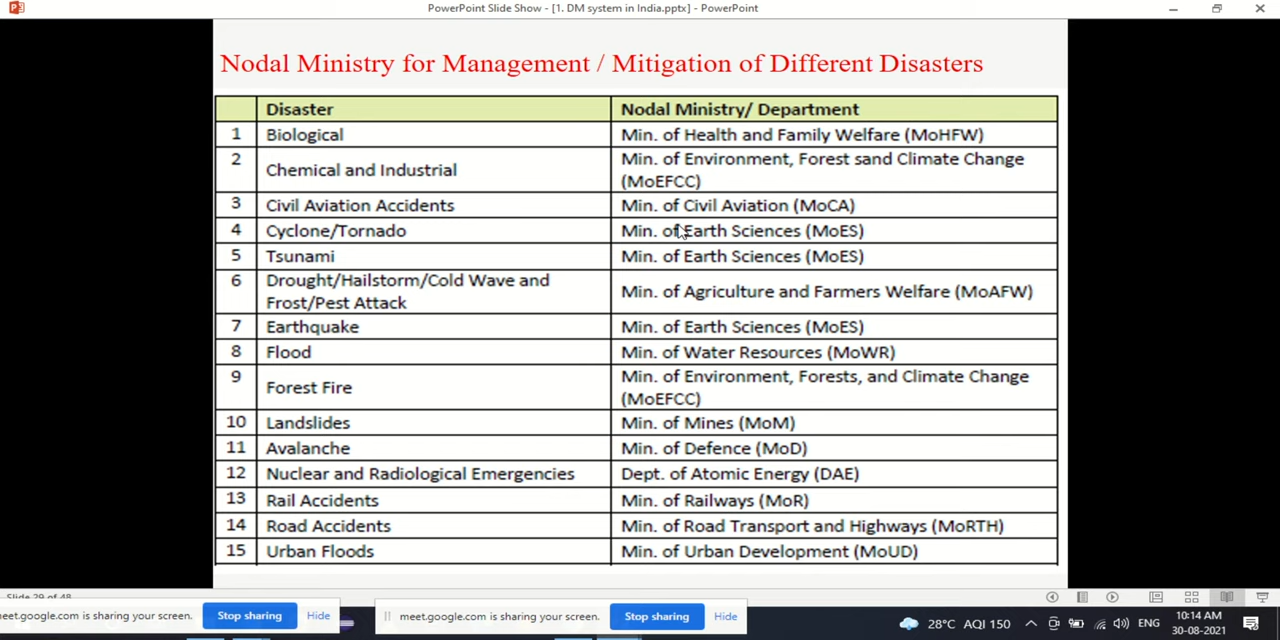 PowerPoint Slide Show - [1. DM system in India.pptx] - PowerPoint
Nodal Ministry for Management / Mitigation of Different Disasters
Disaster Nodal Ministry/ Department
1 Biological Min. of Health and Family Welfare (MoHFW)
2 Chemical and Industrial Min. of Environment, Forest sand Climate Change
(MoEFCC)
3 Civil Aviation Accidents Min. of Civil Aviation (MoCA)
4 Cyclone/Tornado Min. of Earth Sciences (MoES)
5 Tsunami Min. of Earth Sciences (MoES)
6 Drought/Hailstorm/Cold Wave and
Frost/Pest Attack Min. of Agriculture and Farmers Welfare (MoAFW)
7 Earthquake Min. of Earth Sciences (MoES)
8 Flood Min. of Water Resources (MoWR)
9 Forest Fire Min. of Environment, Forests, and Climate Change
(MoEFCC)
10 Landslides Min. of Mines (MoM)
11 Avalanche Min. of Defence (MoD)
12 Nuclear and Radiological Emergencies Dept. of Atomic Energy (DAE)
13 Rail Accidents Min. of Railways (MoR)
14 Road Accidents Min. of Road Transport and Highways (MoRTH)
15 Urban Floods Min. of Urban Development (MoUD)
Slide 29 of 48
meet.google.com is sharing your screen. Stop sharing Hide
meet.google.com is sharing your screen. Stop sharing Hide
28°C AQI 150 ENG 10:14 AM
30-08-2021